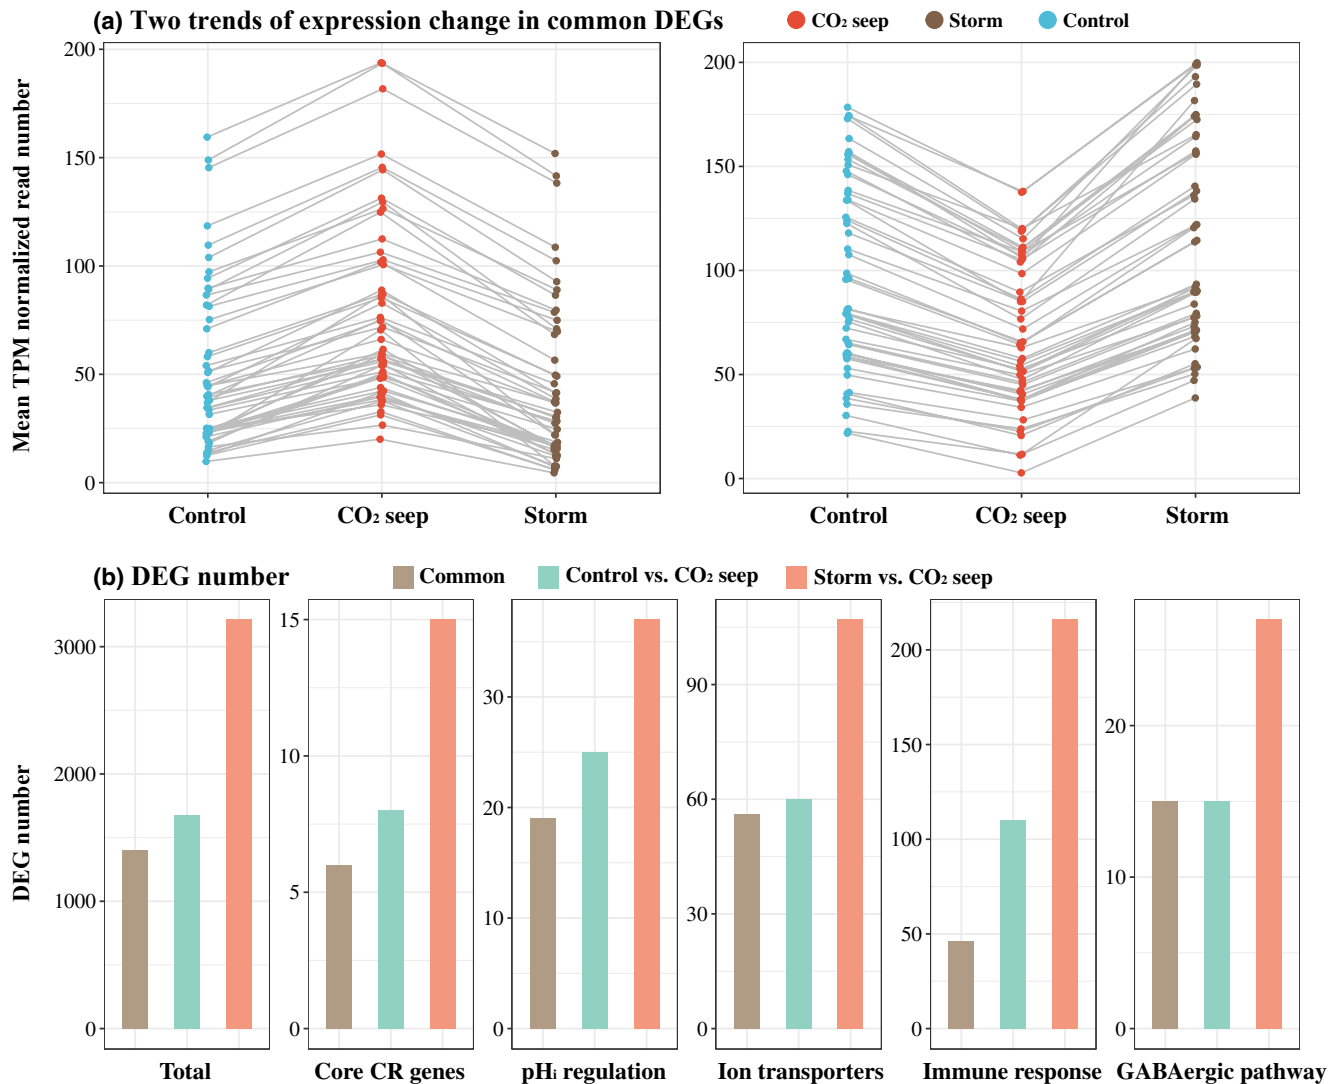 (a) Two trends of expression change in common DEGs
CO₂ seep
Storm
Control
Mean TPM normalized read number
200
150
100
50
0
Control
CO₂ seep
Storm
200
150
100
50
0
Control
CO₂ seep
Storm
(b) DEG number
Common
Control vs. CO₂ seep
Storm vs. CO₂ seep
DEG number
3000
2000
1000
0
Total
15
10
5
0
Core CR genes
30
20
10
0
pHᵢ regulation
90
60
30
0
Ion transporters
200
150
100
50
0
Immune response
20
10
0
GABAergic pathway